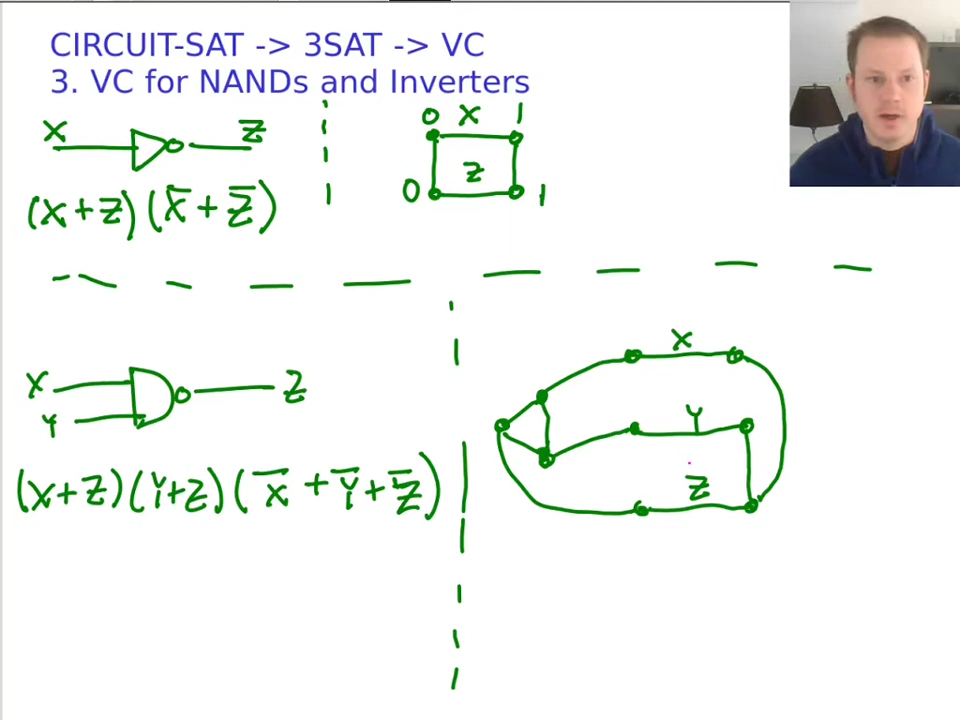 CIRCUIT-SAT -> 3SAT -> VC
3. VC for NANDs and Inverters
X Z
0 X 1
Z
0 1
(X+Z)(X̅+Z̅)
X
X Z
Y
Y
Z
(X+Z)(Y+Z)(X̅+Y̅+Z̅)